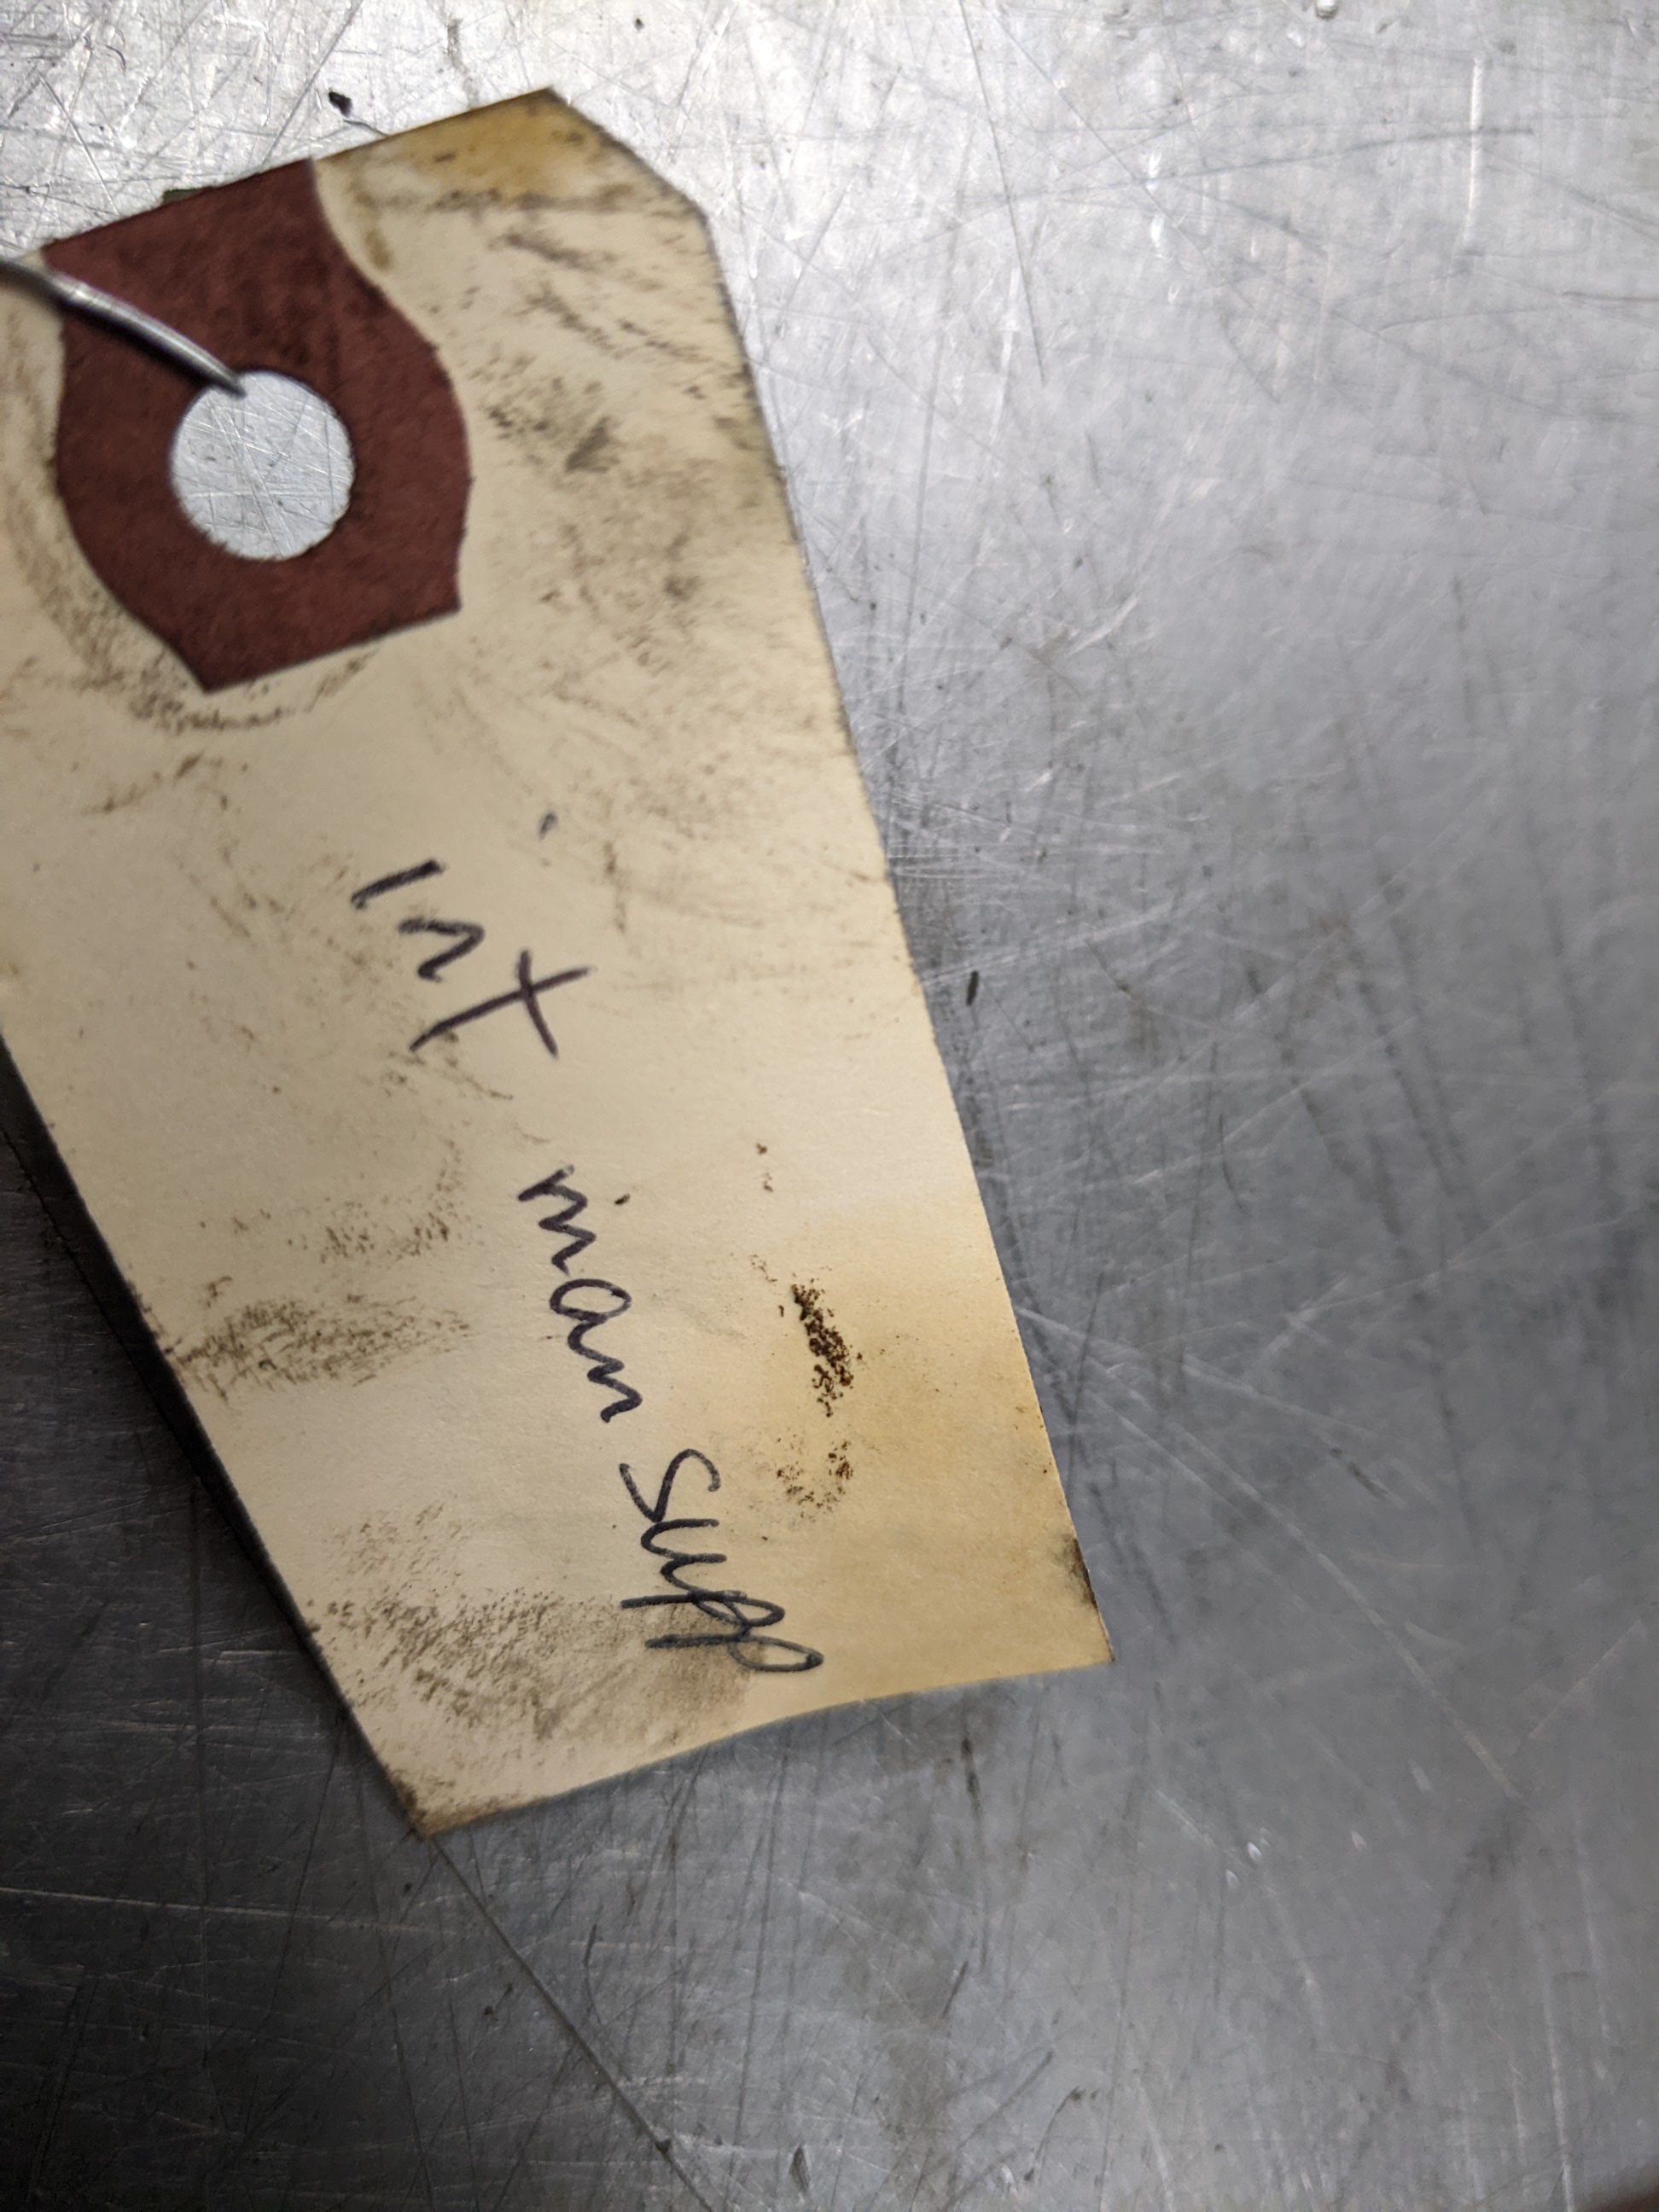 int man supp